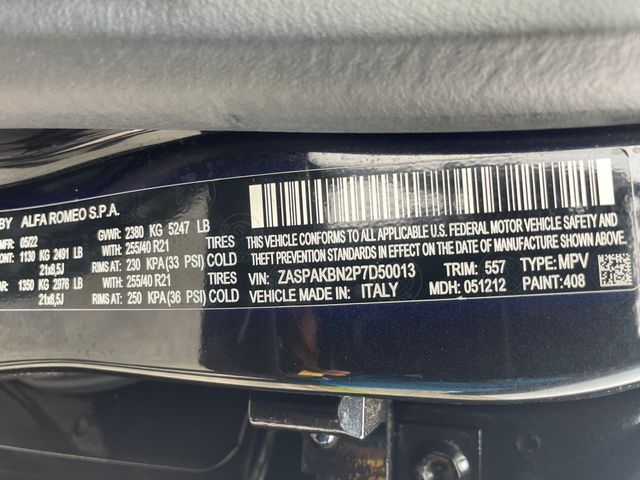 BY ALFA ROMEO S.P.A.
MFR: 05/22 GVWR: 2380 KG 5247 LB
1130 KG 2491 LB WITH: 255/40 R21 TIRES
21x8,5J RIMS AT: 230 KPA (33 PSI) COLD
1350 KG 2976 LB WITH: 255/40 R21 TIRES
21x8,5J RIMS AT: 250 KPA(36 PSI) COLD
THIS VEHICLE CONFORMS TO ALL APPLICABLE U.S. FEDERAL MOTOR VEHICLE SAFETY, BUMPER, AND
THEFT PREVENTION STANDARDS IN EFFECT ON THE DATE OF MANUFACTURE SHOWN ABOVE.
VIN: ZASPAKBN2P7D50013 TRIM: 557 TYPE: MPV
VEHICLE MADE IN: ITALY MDH: 051212 PAINT: 408